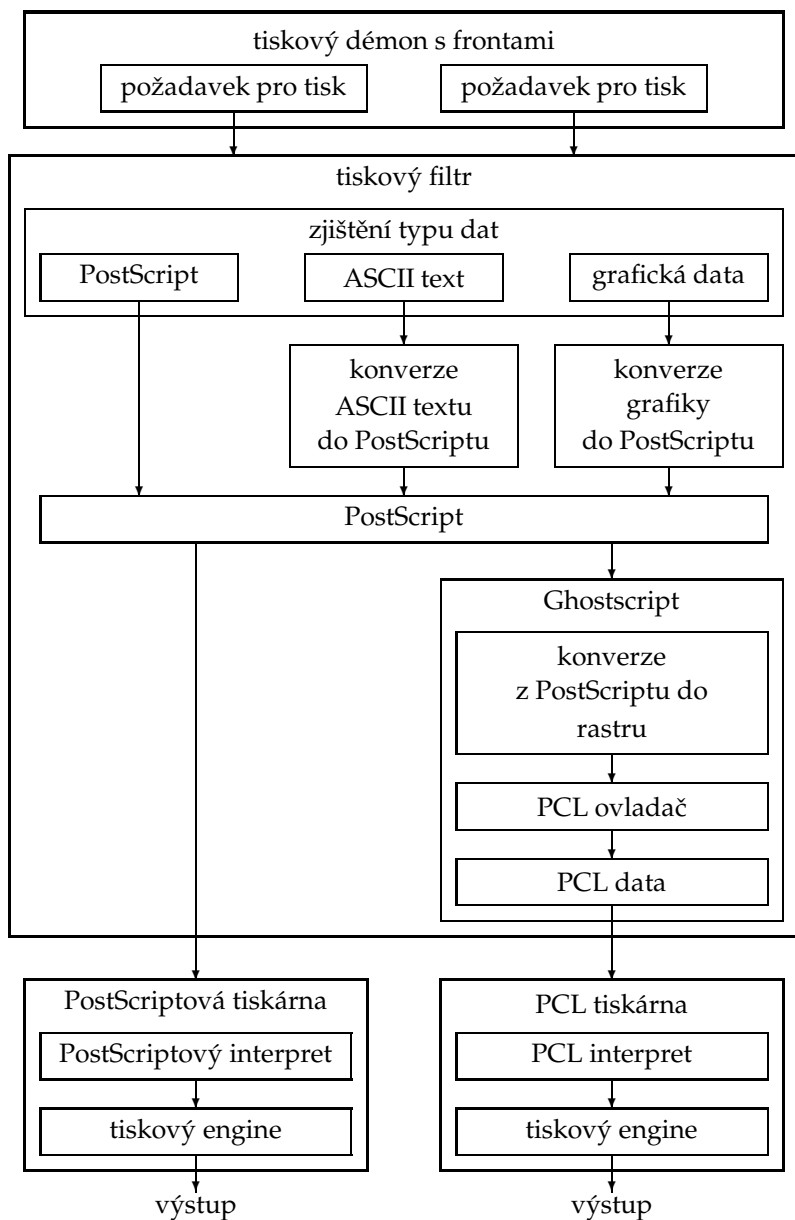 tiskový démon s frontami
požadavek pro tisk
požadavek pro tisk
tiskový filtr
zjištění typu dat
PostScript
ASCII text
grafická data
konverze
ASCII textu
do PostScriptu
konverze
grafiky
do PostScriptu
PostScript
Ghostscript
konverze
z PostScriptu do
rastru
PCL ovladač
PCL data
PostScriptová tiskárna
PostScriptový interpret
tiskový engine
výstup
PCL tiskárna
PCL interpret
tiskový engine
výstup